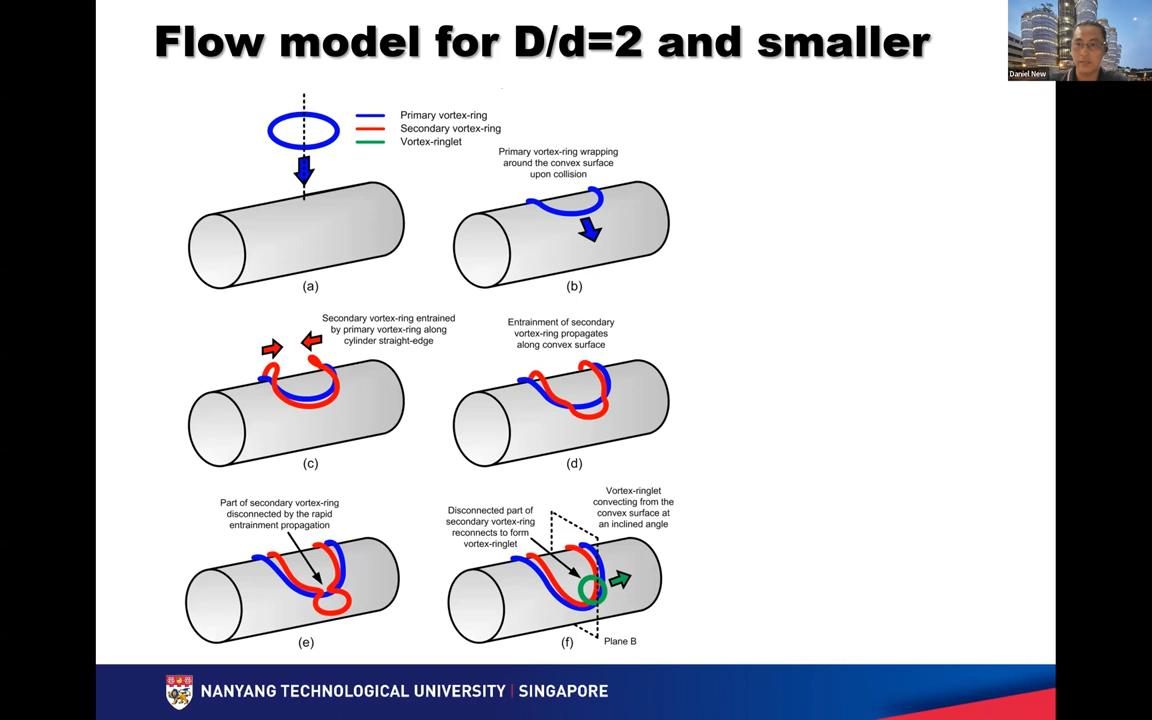 Flow model for D/d=2 and smaller
Daniel New
Primary vortex-ring
Secondary vortex-ring
Vortex-ringlet
Primary vortex-ring wrapping
around the convex surface
upon collision
(a)
(b)
Secondary vortex-ring entrained
by primary vortex-ring along
cylinder straight-edge
Entrainment of secondary
vortex-ring propagates
along convex surface
(c)
(d)
Part of secondary vortex-ring
disconnected by the rapid
entrainment propagation
Disconnected part of
secondary vortex-ring
reconnects to form
vortex-ringlet
Vortex-ringlet
convecting from the
convex surface at
an inclined angle
(e)
(f)
Plane B
NANYANG TECHNOLOGICAL UNIVERSITY | SINGAPORE